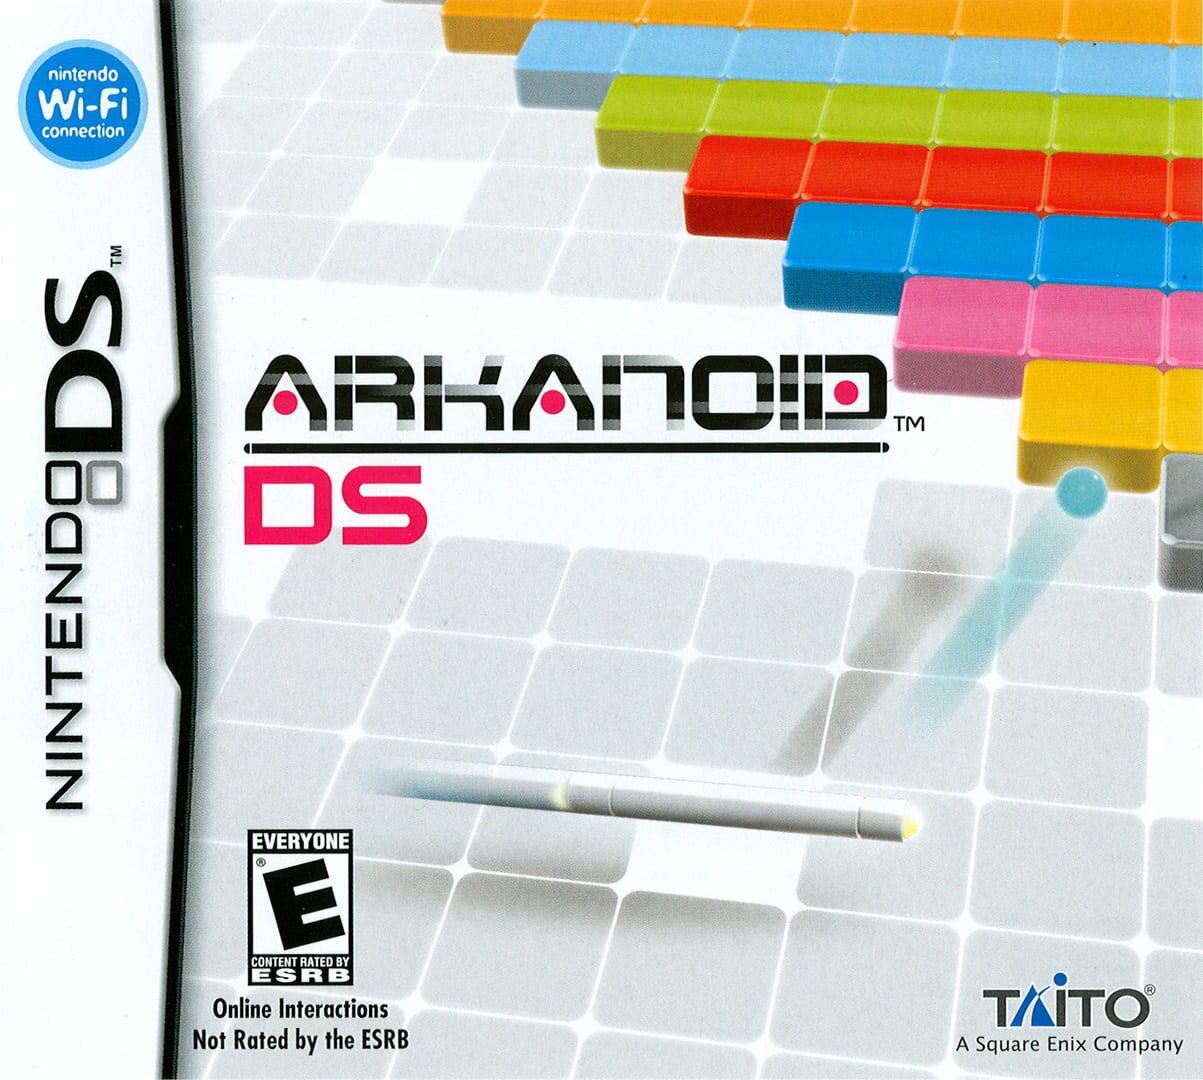 nintendo
Wi-Fi
connection
NINTENDO DS™
ARKANOID™
DS
EVERYONE
E®
CONTENT RATED BY
ESRB
Online Interactions
Not Rated by the ESRB
TAITO®
A Square Enix Company